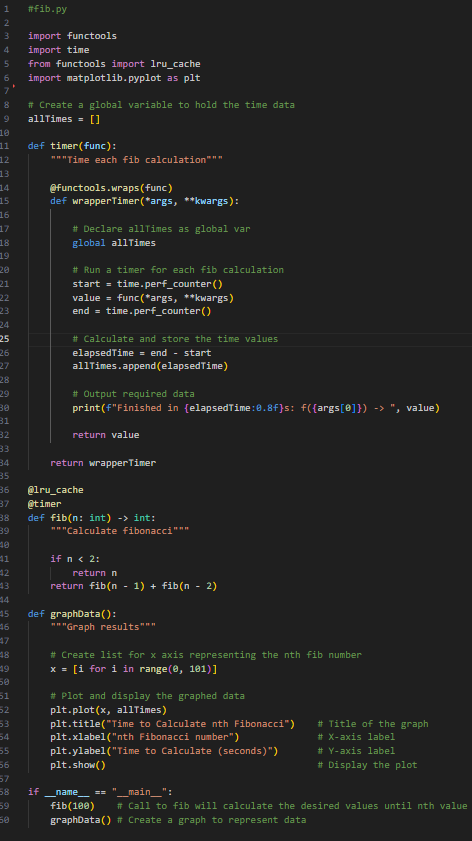 1 #fib.py
2
3 import functools
4 import time
5 from functools import lru_cache
6 import matplotlib.pyplot as plt
7
8 # Create a global variable to hold the time data
9 allTimes = []
10
11 def timer(func):
12     """Time each fib calculation"""
13
14     @functools.wraps(func)
15     def wrapperTimer(*args, **kwargs):
16
17         # Declare allTimes as global var
18         global allTimes
19
20         # Run a timer for each fib calculation
21         start = time.perf_counter()
22         value = func(*args, **kwargs)
23         end = time.perf_counter()
24
25         # Calculate and store the time values
26         elapsedTime = end - start
27         allTimes.append(elapsedTime)
28
29         # Output required data
30         print(f"Finished in {elapsedTime:0.8f}s: f({args[0]}) -> ", value)
31
32         return value
33
34     return wrapperTimer
35
36 @lru_cache
37 @timer
38 def fib(n: int) -> int:
39     """Calculate fibonacci"""
40
41     if n < 2:
42         return n
43     return fib(n - 1) + fib(n - 2)
44
45 def graphData():
46     """Graph results"""
47
48     # Create list for x axis representing the nth fib number
49     x = [i for i in range(0, 101)]
50
51     # Plot and display the graphed data
52     plt.plot(x, allTimes)
53     plt.title("Time to Calculate nth Fibonacci")    # Title of the graph
54     plt.xlabel("nth Fibonacci number")              # X-axis label
55     plt.ylabel("Time to Calculate (seconds)")       # Y-axis label
56     plt.show()                                      # Display the plot
57
58 if __name__ == "__main__":
59     fib(100)    # Call to fib will calculate the desired values until nth value
60     graphData() # Create a graph to represent data